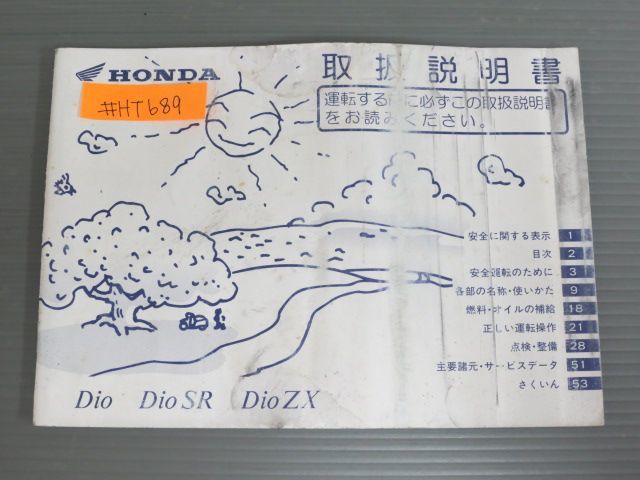 HONDA
#HT689
取扱説明書
運転する前に必ずこの取扱説明書
をお読みください。
安全に関する表示 1
目次 2
安全運転のために 3
各部の名称・使いかた 9
燃料・オイルの補給 18
正しい運転操作 21
点検・整備 28
主要諸元・サービスデータ 51
さくいん 53
Dio Dio SR Dio ZX